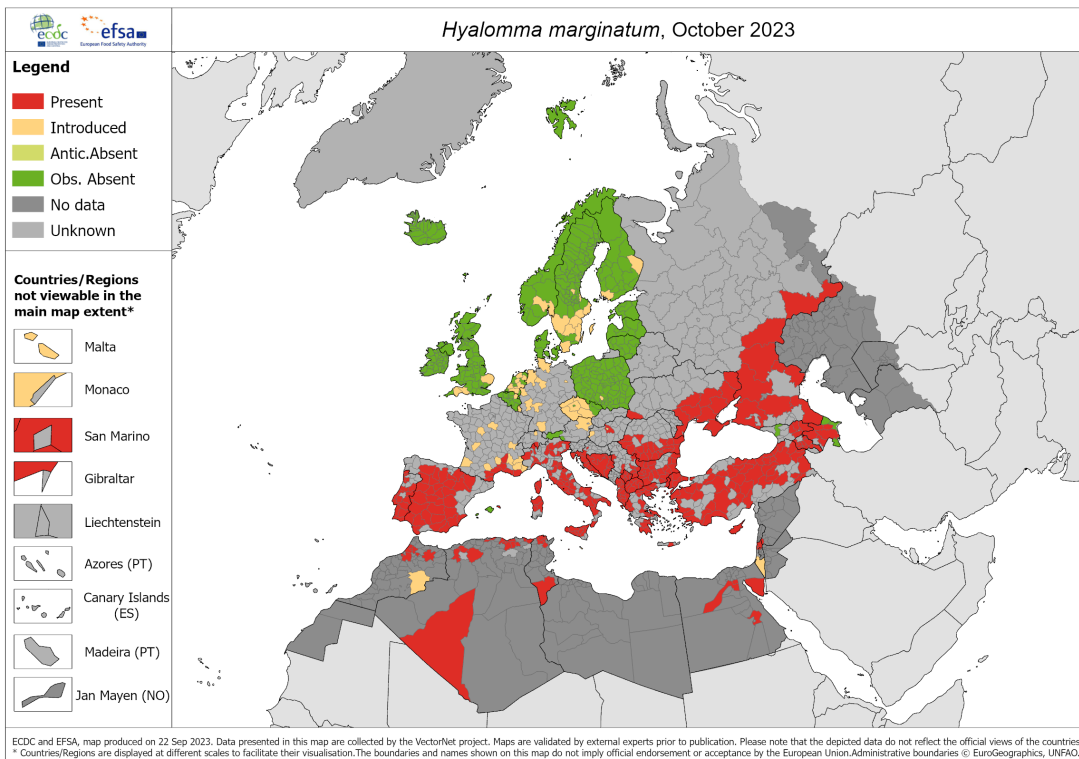 ecdc
efsa
European Food Safety Authority
Hyalomma marginatum, October 2023
Legend
Present
Introduced
Antic.Absent
Obs. Absent
No data
Unknown
Countries/Regions
not viewable in the
main map extent*
Malta
Monaco
San Marino
Gibraltar
Liechtenstein
Azores (PT)
Canary Islands
(ES)
Madeira (PT)
Jan Mayen (NO)
ECDC and EFSA, map produced on 22 Sep 2023. Data presented in this map are collected by the VectorNet project. Maps are validated by external experts prior to publication. Please note that the depicted data do not reflect the official views of the countries
* Countries/Regions are displayed at different scales to facilitate their visualisation.The boundaries and names shown on this map do not imply official endorsement or acceptance by the European Union.Administrative boundaries © EuroGeographics, UNFAO.